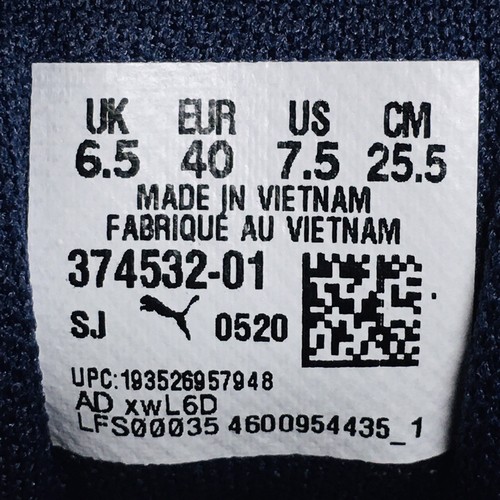 UK EUR US CM
6.5 40 7.5 25.5
MADE IN VIETNAM
FABRIQUÉ AU VIETNAM
374532-01
SJ 0520
UPC:193526957948
AD xwL6D
LFS00035 4600954435_1